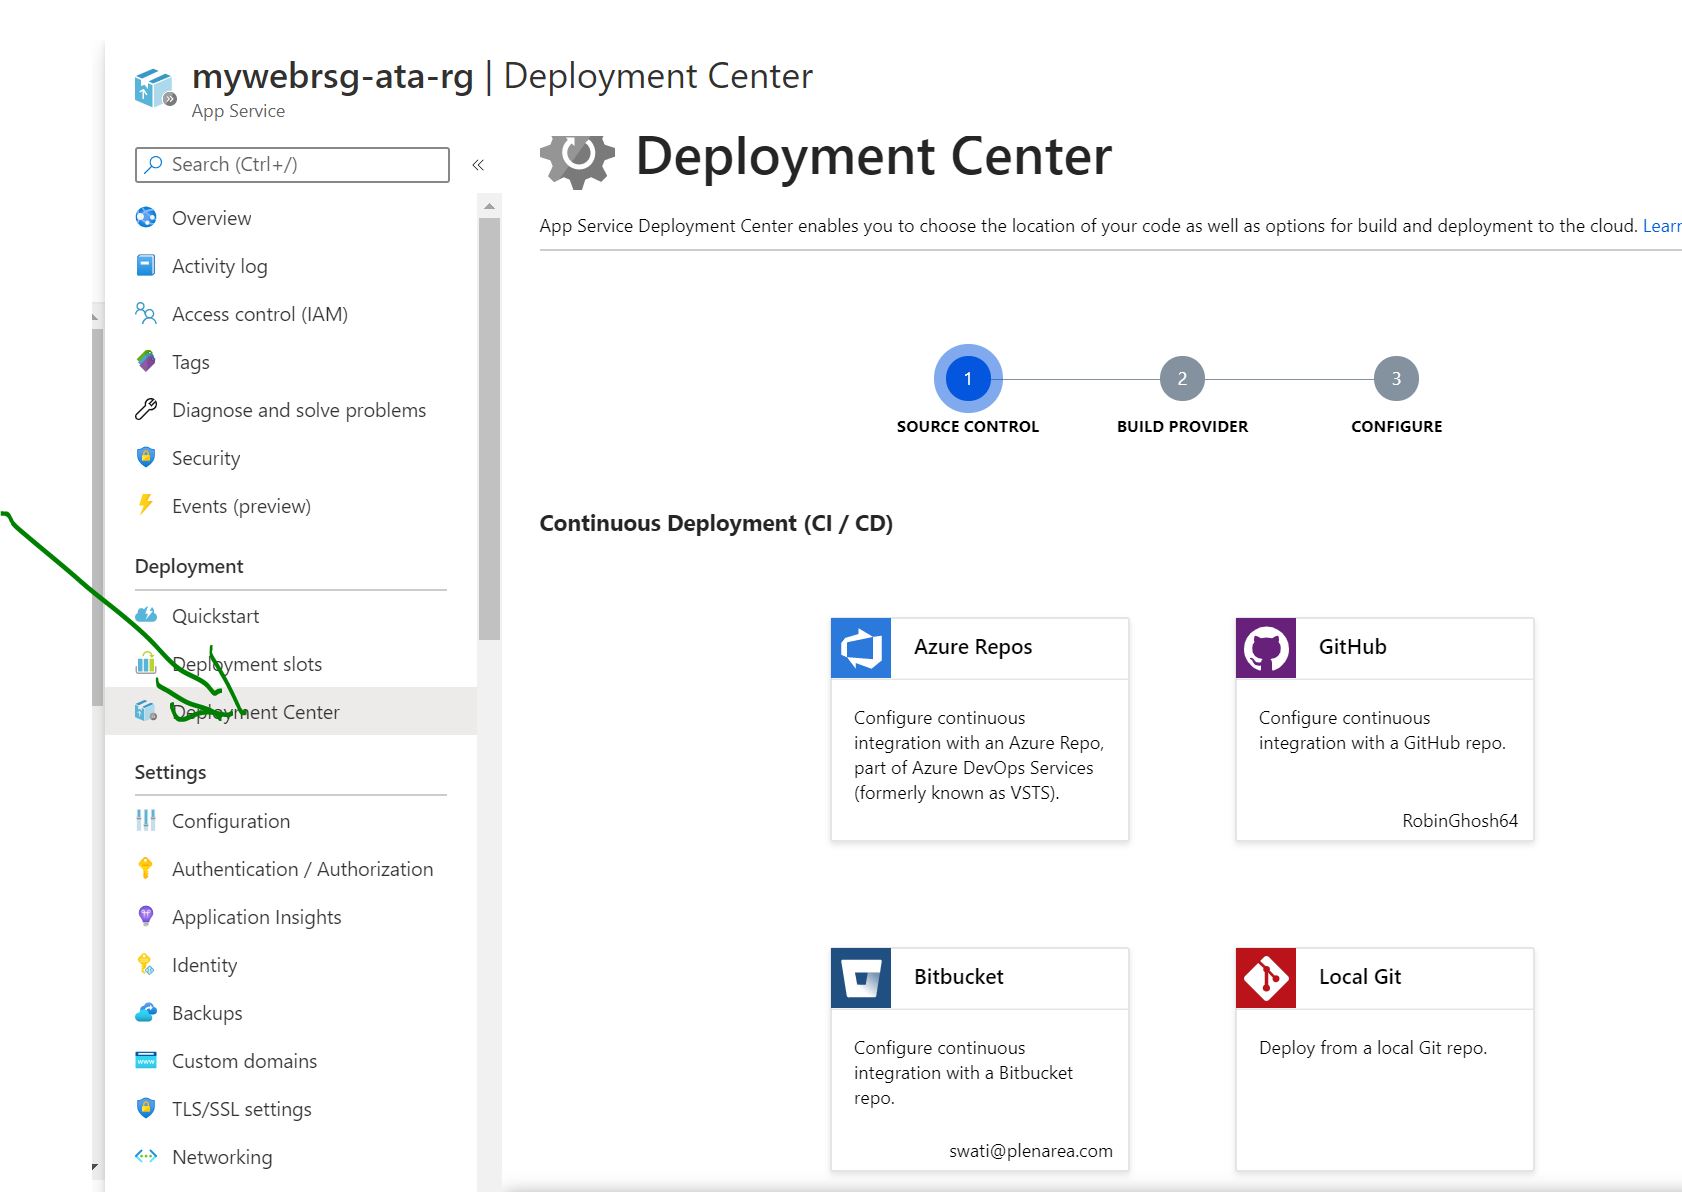 mywebrsg-ata-rg | Deployment Center
App Service
Search (Ctrl+/)
«
Overview
Activity log
Access control (IAM)
Tags
Diagnose and solve problems
Security
Events (preview)
Deployment
Quickstart
Deployment slots
Deployment Center
Settings
Configuration
Authentication / Authorization
Application Insights
Identity
Backups
Custom domains
TLS/SSL settings
Networking
Deployment Center
App Service Deployment Center enables you to choose the location of your code as well as options for build and deployment to the cloud. Learn
1
2
3
SOURCE CONTROL
BUILD PROVIDER
CONFIGURE
Continuous Deployment (CI / CD)
Azure Repos
Configure continuous
integration with an Azure Repo,
part of Azure DevOps Services
(formerly known as VSTS).
GitHub
Configure continuous
integration with a GitHub repo.
RobinGhosh64
Bitbucket
Configure continuous
integration with a Bitbucket
repo.
swati@plenarea.com
Local Git
Deploy from a local Git repo.